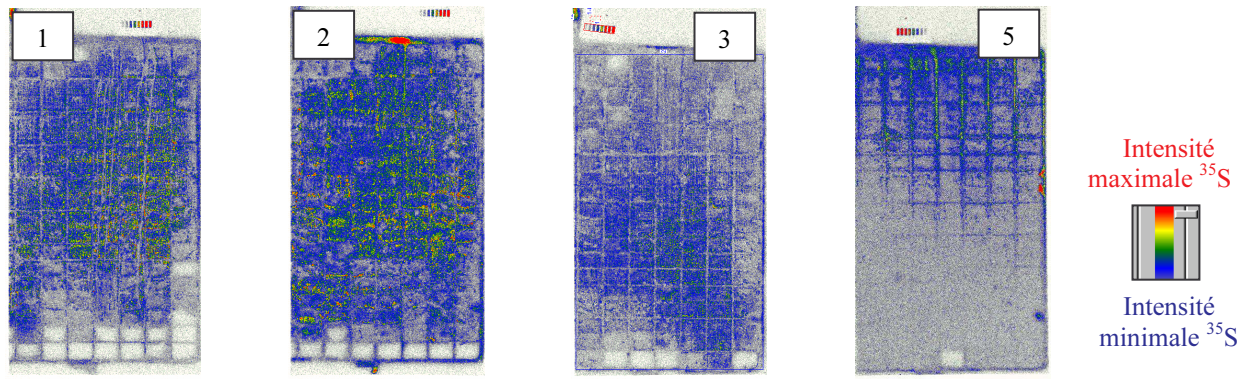 1
2
3
5
Intensité
maximale ³⁵S
Intensité
minimale ³⁵S